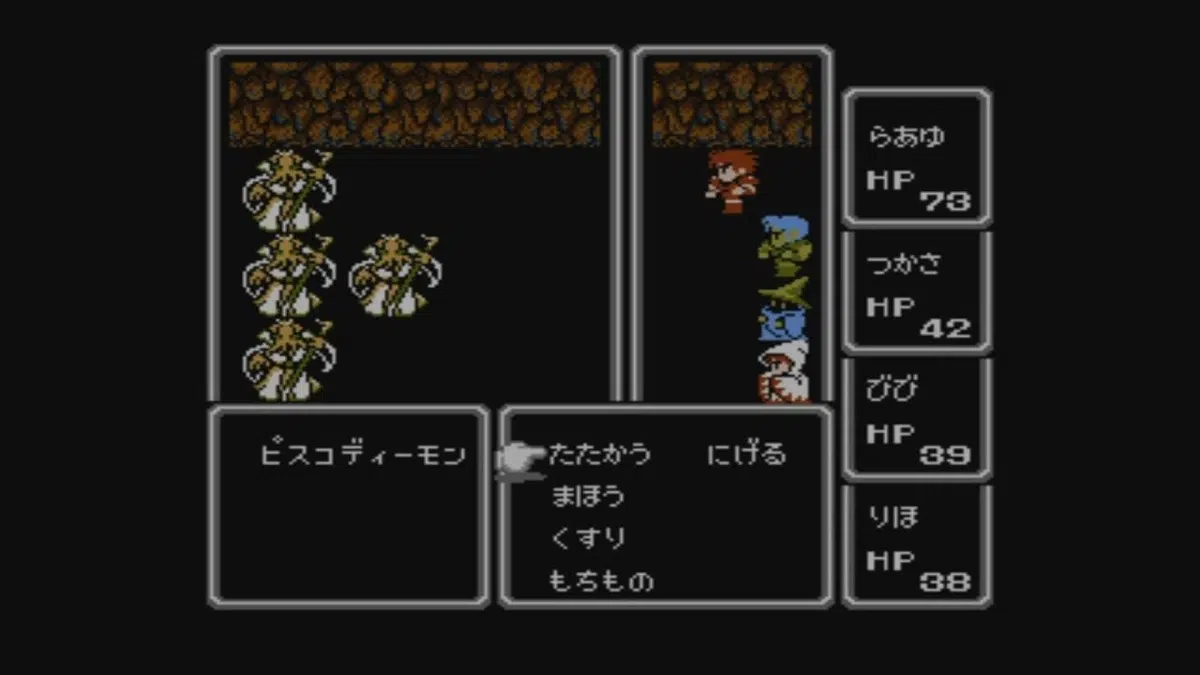 らあゆ
HP
73
つかさ
HP
42
びび
HP
39
りほ
HP
38
ピスコディーモン
たたかう にげる
まほう
くすり
もちもの